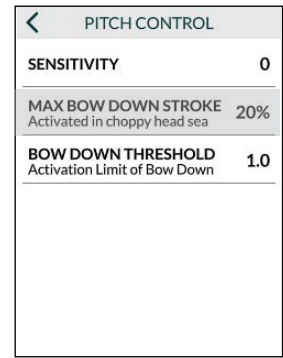 PITCH CONTROL
SENSITIVITY 0
MAX BOW DOWN STROKE 20%
Activated in choppy head sea
BOW DOWN THRESHOLD 1.0
Activation Limit of Bow Down